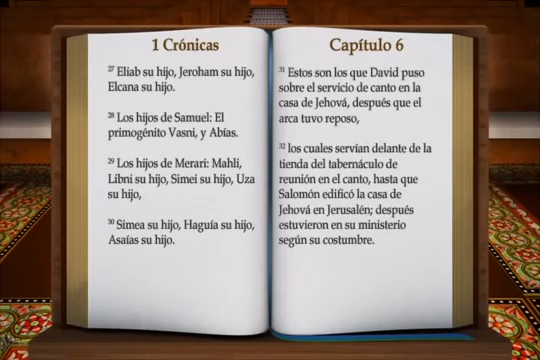 1 Crónicas
27 Eliab su hijo, Jeroham su hijo,
Elcana su hijo.
28 Los hijos de Samuel: El
primogénito Vasni, y Abías.
29 Los hijos de Merari: Mahli,
Libni su hijo, Simei su hijo, Uza
su hijo,
30 Simea su hijo, Haguía su hijo,
Asaías su hijo.
Capítulo 6
31 Estos son los que David puso
sobre el servicio de canto en la
casa de Jehová, después que el
arca tuvo reposo,
32 los cuales servían delante de la
tienda del tabernáculo de
reunión en el canto, hasta que
Salomón edificó la casa de
Jehová en Jerusalén; después
estuvieron en su ministerio
según su costumbre.